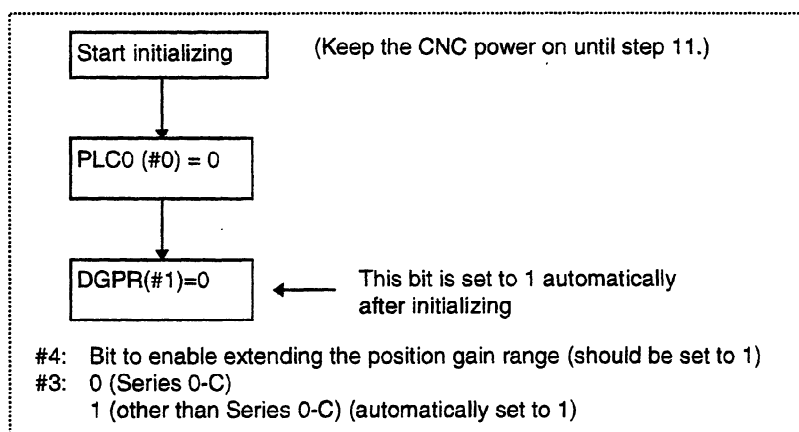 Start initializing
(Keep the CNC power on until step 11.)
PLC0 (#0) = 0
DGPR(#1)=0
This bit is set to 1 automatically
after initializing
#4: Bit to enable extending the position gain range (should be set to 1)
#3: 0 (Series 0-C)
1 (other than Series 0-C) (automatically set to 1)